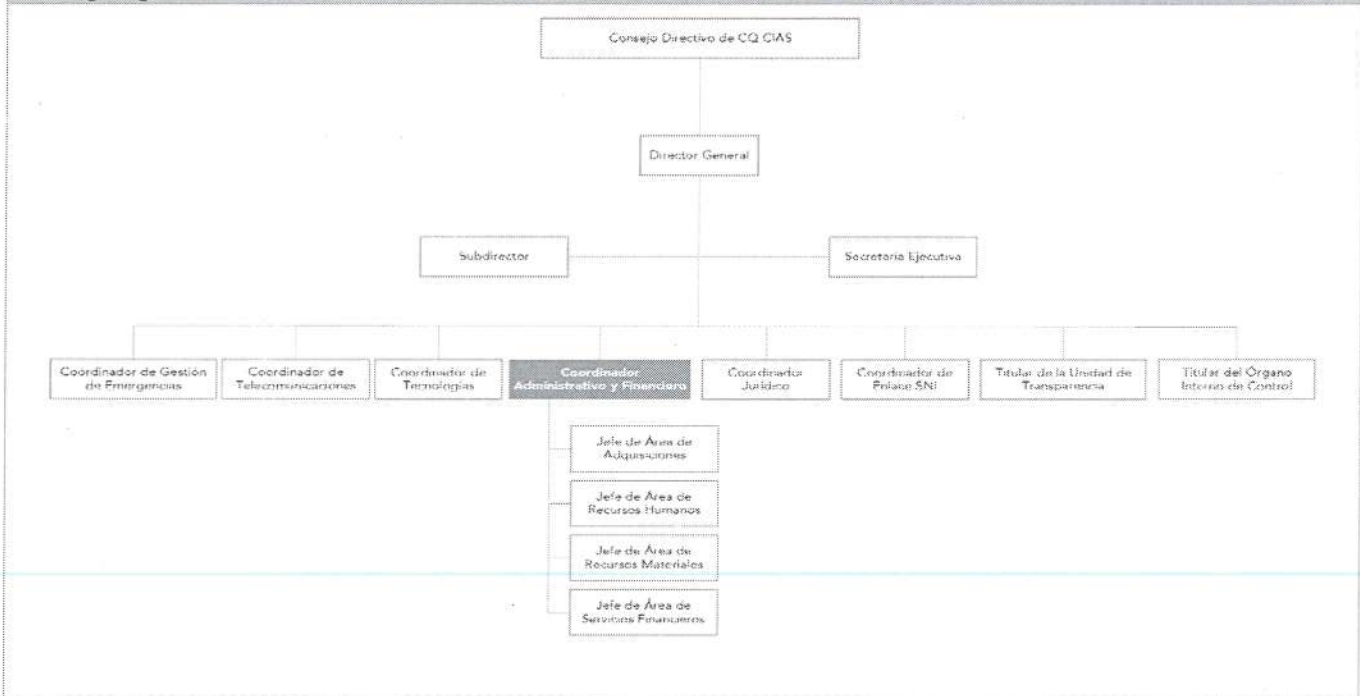 Consejo Directivo de CQ CIAS
Director General
Subdirector
Secretaria Ejecutiva
Coordinador de Gestión
de Emergencias
Coordinador de
Telecomunicaciones
Coordinador de
Tecnologías
Coordinador
Administrativo y Financiero
Coordinador
Jurídico
Coordinador de
Enlace SNI
Titular de la Unidad de
Transparencia
Titular del Órgano
Interno de Control
Jefe de Área de
Adquisiciones
Jefe de Área de
Recursos Humanos
Jefe de Área de
Recursos Materiales
Jefe de Área de
Servicios Financieros